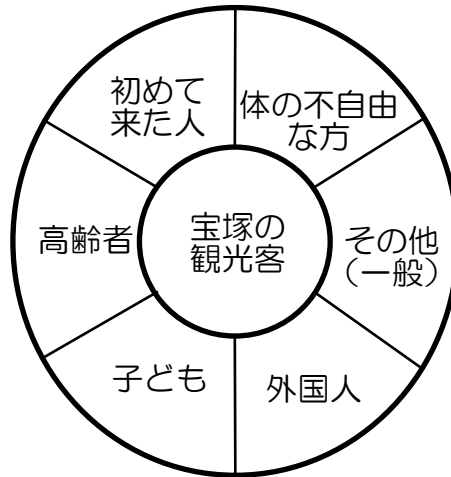 初めて
来た人
体の不自由
な方
高齢者
宝塚の
観光客
その他
（一般）
子ども
外国人